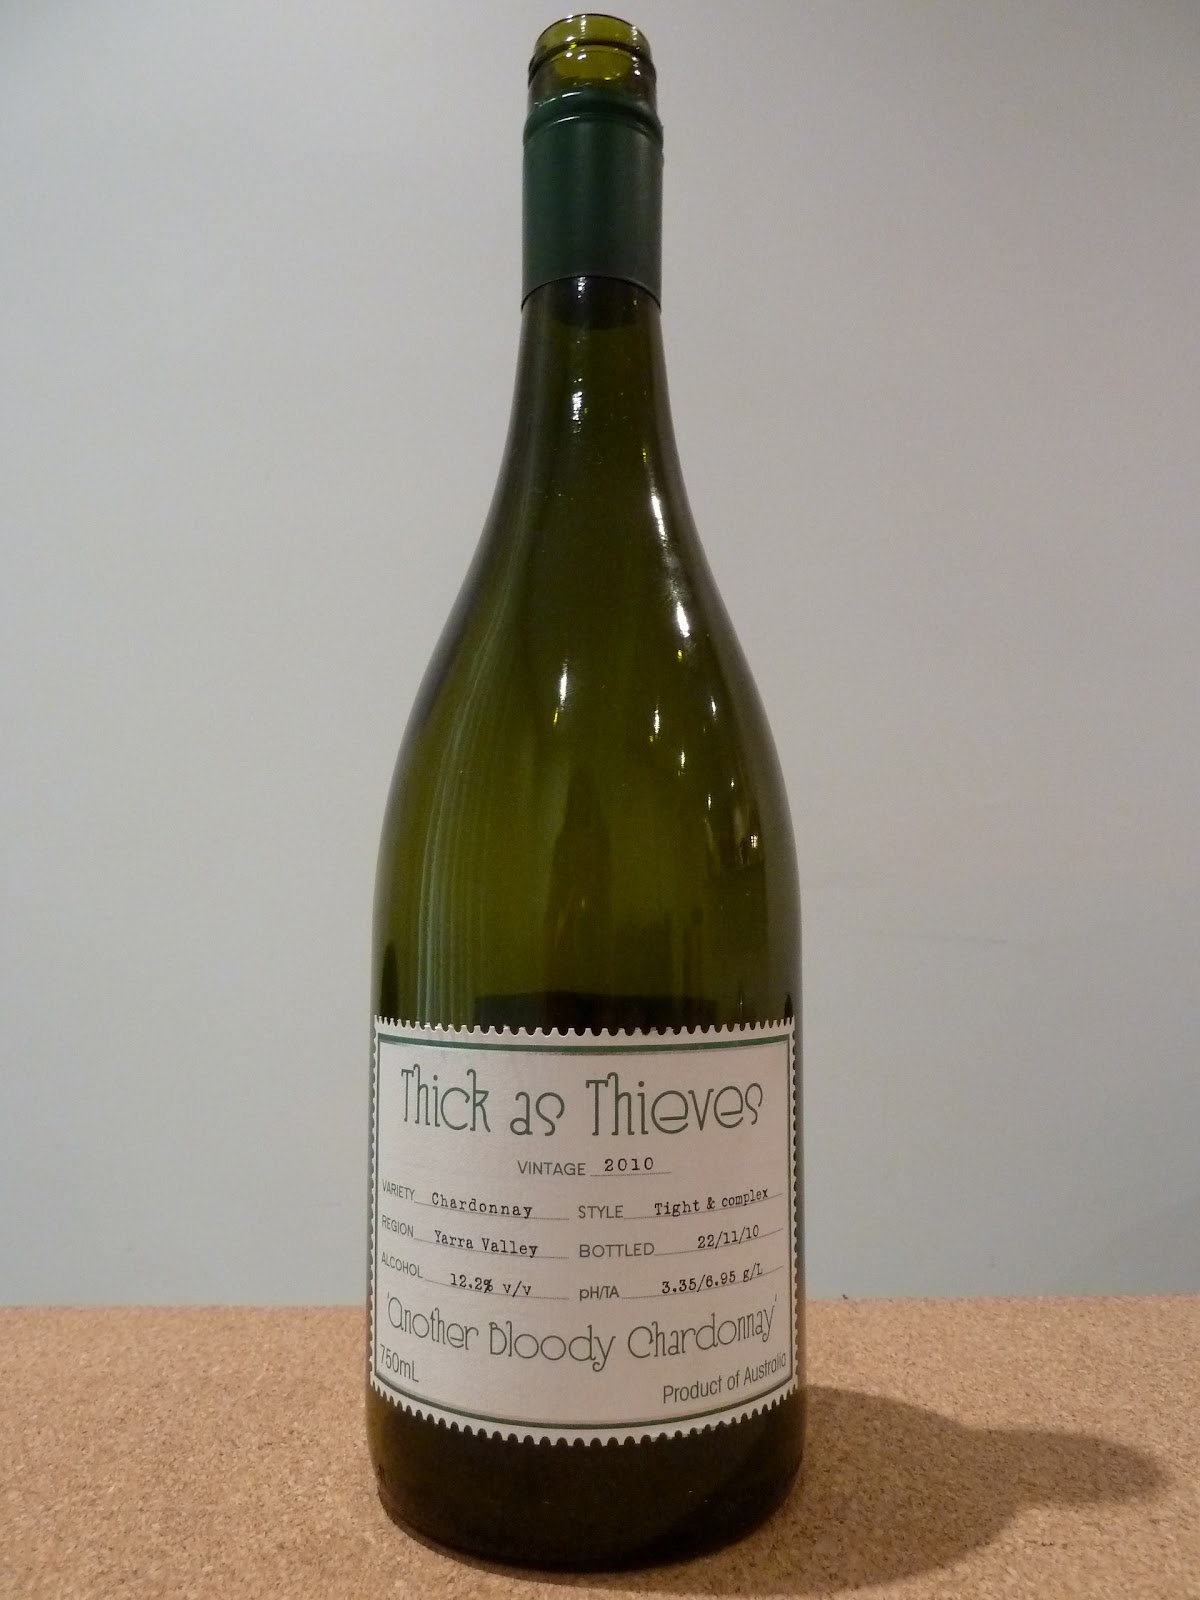 Thick as Thieves
VINTAGE 2010
VARIETY Chardonnay STYLE Tight & complex
REGION Yarra Valley BOTTLED 22/11/10
ALCOHOL 12.2% v/v pH/TA 3.35/6.95 g/L
'Another Bloody Chardonnay'
750mL Product of Australia